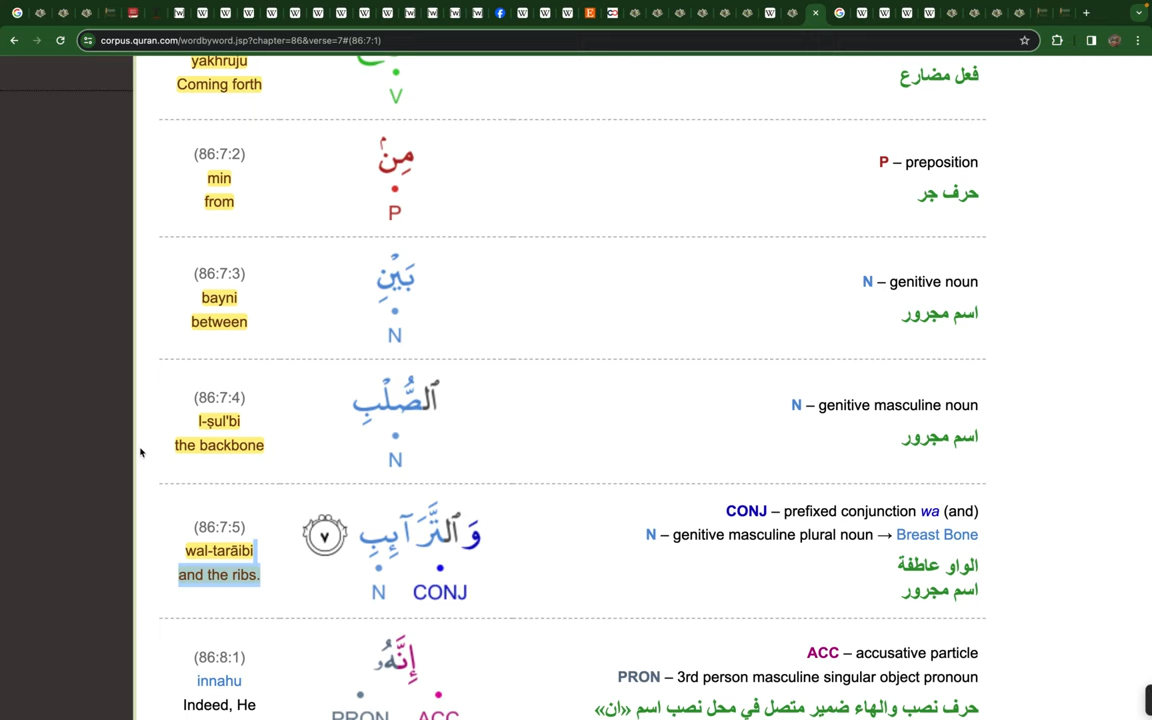 corpus.quran.com/wordbyword.jsp?chapter=86&verse=7#(86:7:1)
yakhruju
Coming forth
V
فعل مضارع
(86:7:2)
min
from
مِنۢ
P
P – preposition
حرف جر
(86:7:3)
bayni
between
بَيْنِ
N
N – genitive noun
اسم مجرور
(86:7:4)
l-ṣul'bi
the backbone
ٱلصُّلْبِ
N
N – genitive masculine noun
اسم مجرور
(86:7:5)
wal-tarāibi
and the ribs.
وَٱلتَّرَآئِبِ ٧
N CONJ
CONJ – prefixed conjunction wa (and)
N – genitive masculine plural noun → Breast Bone
الواو عاطفة
اسم مجرور
(86:8:1)
innahu
Indeed, He
إِنَّهُۥ
PRON ACC
ACC – accusative particle
PRON – 3rd person masculine singular object pronoun
حرف نصب والهاء ضمير متصل في محل نصب اسم «ان»